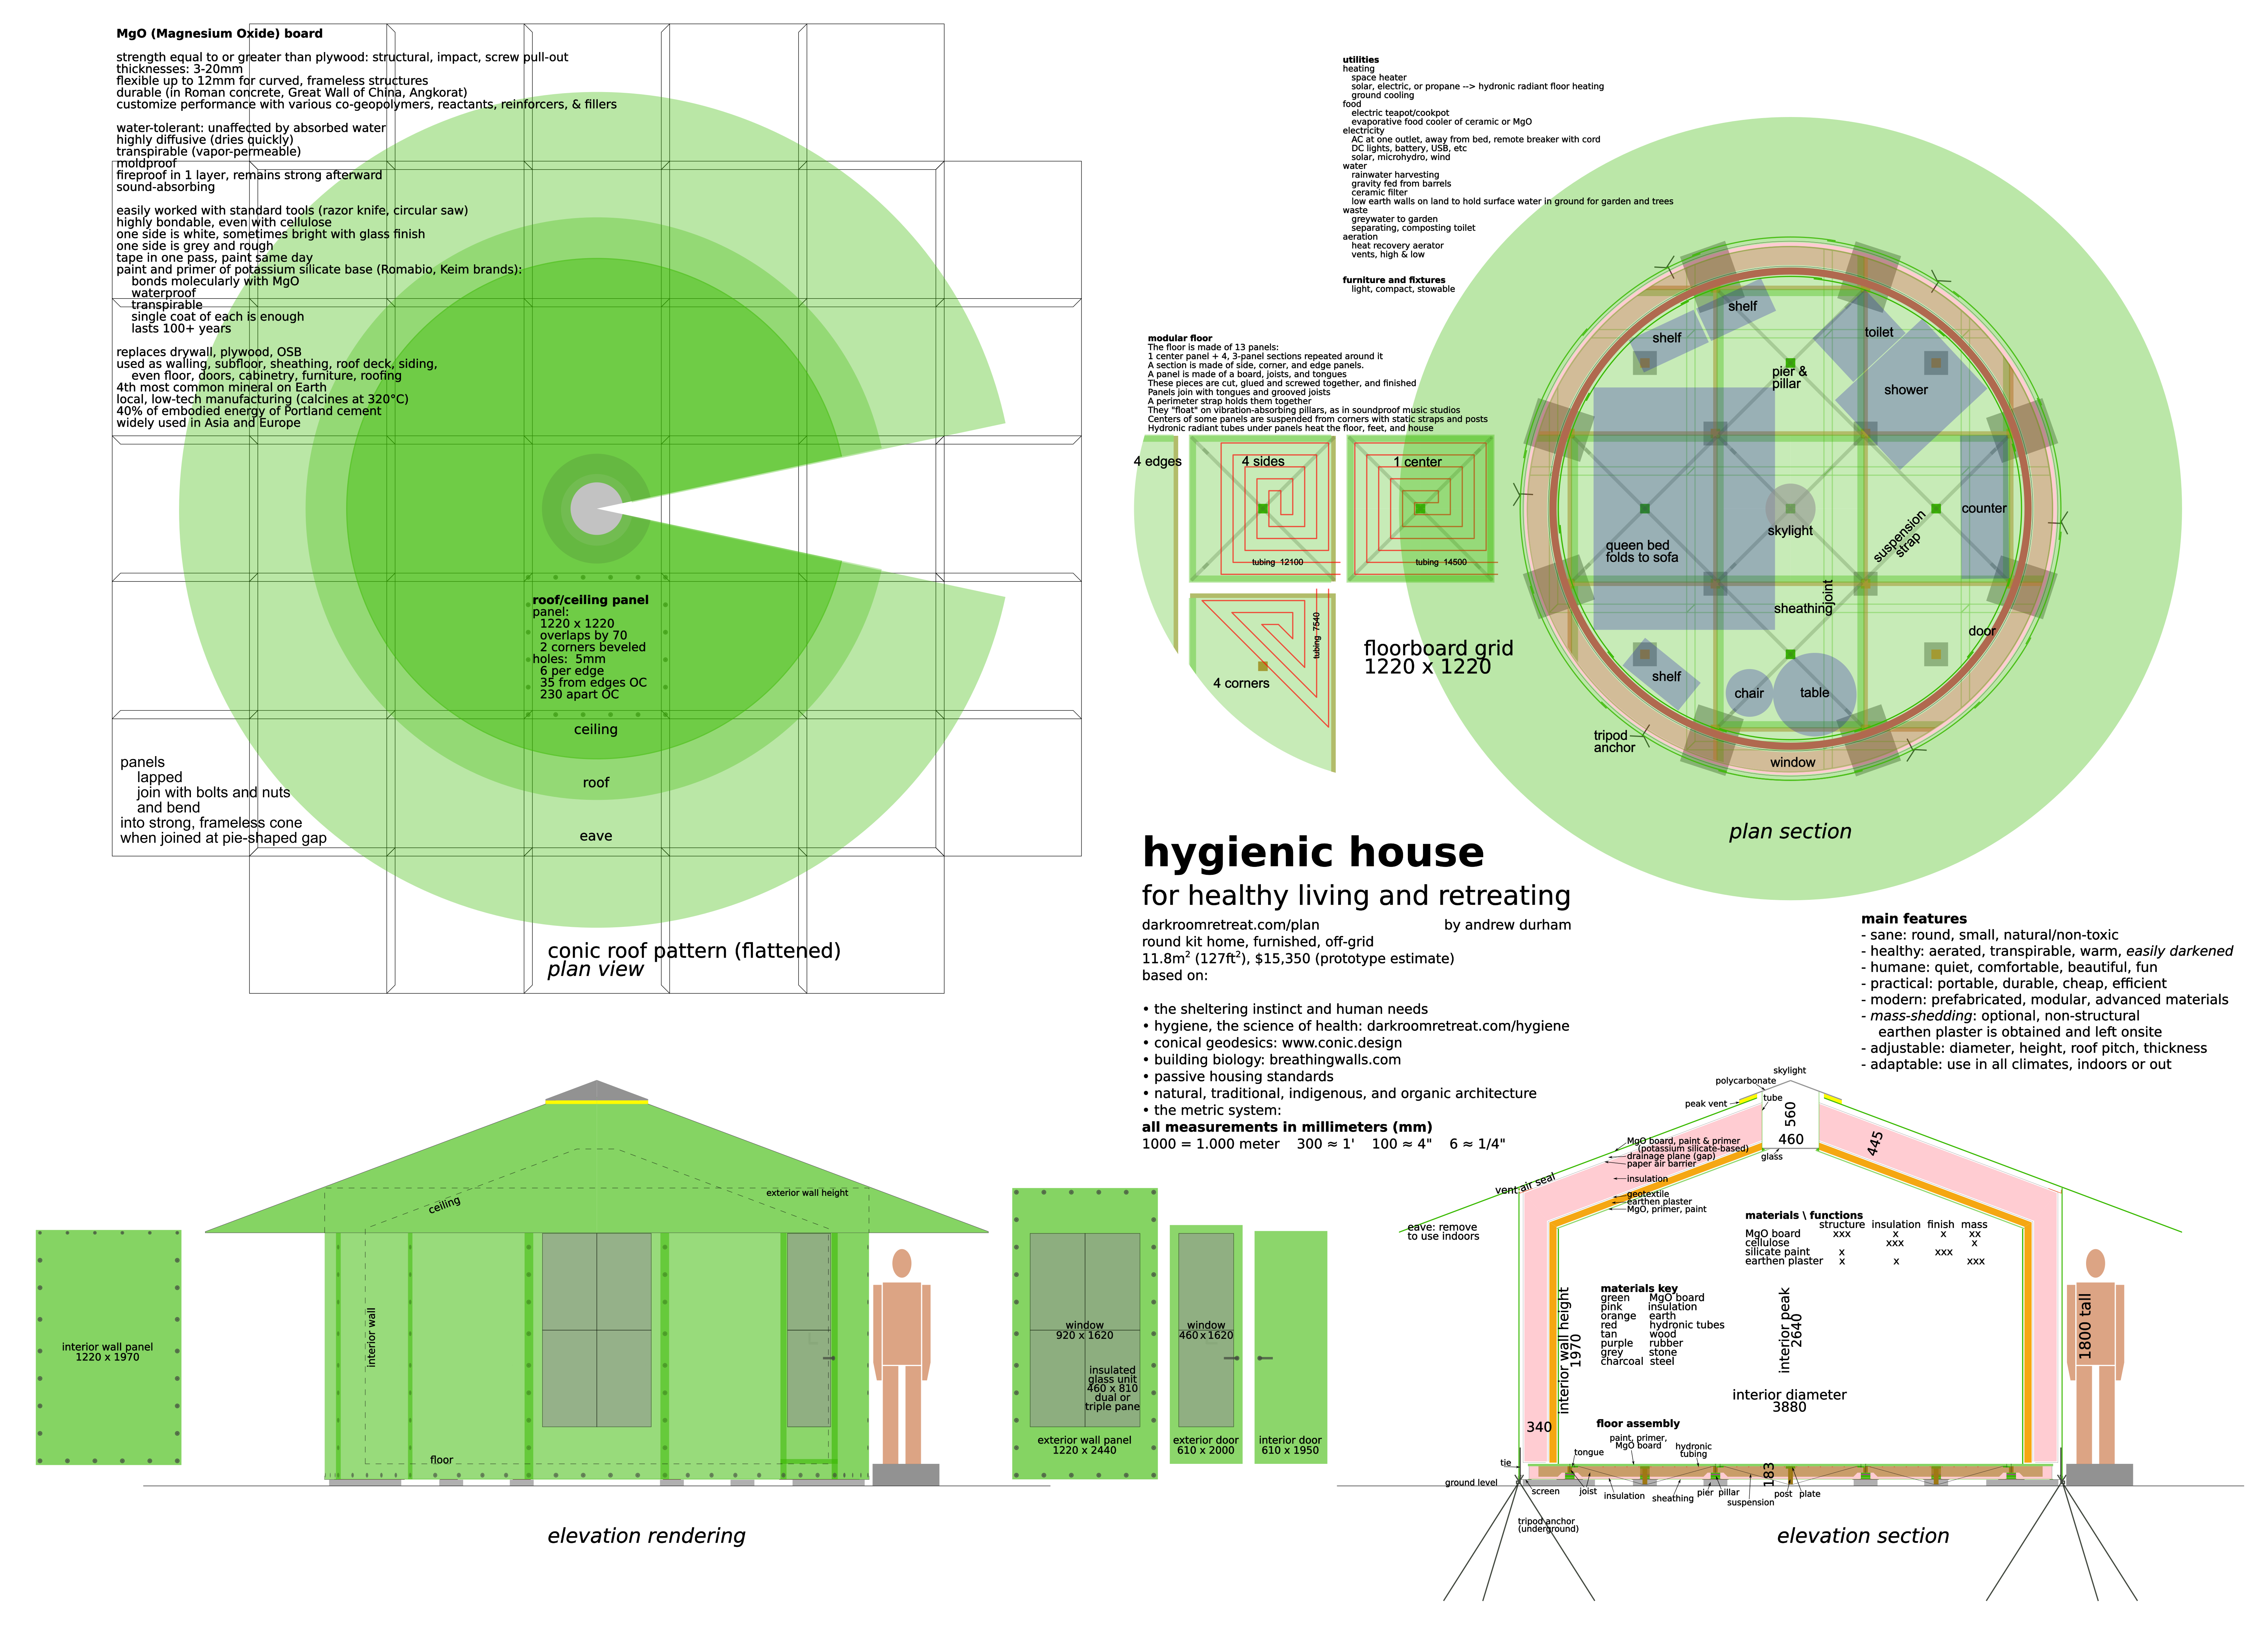 MgO (Magnesium Oxide) board
strength equal to or greater than plywood: structural, impact, screw pull-out
thicknesses: 3-20mm
flexible up to 12mm for curved, frameless structures
durable (in Roman concrete, Great Wall of China, Angkorat)
customize performance with various co-geopolymers, reactants, reinforcers, & fillers
water-tolerant: unaffected by absorbed water
highly diffusive (dries quickly)
transpirable (vapor-permeable)
moldproof
fireproof in 1 layer, remains strong afterward
sound-absorbing
easily worked with standard tools (razor knife, circular saw)
highly bondable, even with cellulose
one side is white, sometimes bright with glass finish
one side is grey and rough
tape in one pass, paint same day
paint and primer of potassium silicate base (Romabio, Keim brands):
bonds molecularly with MgO
waterproof
transpirable
single coat of each is enough
lasts 100+ years
replaces drywall, plywood, OSB
used as walling, subfloor, sheathing, roof deck, siding,
even floor, doors, cabinetry, furniture, roofing
4th most common mineral on Earth
local, low-tech manufacturing (calcines at 320°C)
40% of embodied energy of Portland cement
widely used in Asia and Europe
roof/ceiling panel
panel:
1220 x 1220
overlaps by 70
2 corners beveled
holes: 5mm
6 per edge
35 from edges OC
230 apart OC
ceiling
roof
eave
panels
lapped
join with bolts and nuts
and bend
into strong, frameless cone
when joined at pie-shaped gap
conic roof pattern (flattened)
plan view
utilities
heating
space heater
solar, electric, or propane --> hydronic radiant floor heating
ground cooling
food
electric teapot/cookpot
evaporative food cooler of ceramic or MgO
electricity
AC at one outlet, away from bed, remote breaker with cord
DC lights, battery, USB, etc
solar, microhydro, wind
water
rainwater harvesting
gravity fed from barrels
ceramic filter
low earth walls on land to hold surface water in ground for garden and trees
waste
greywater to garden
separating, composting toilet
aeration
heat recovery aerator
vents, high & low
furniture and fixtures
light, compact, stowable
modular floor
The floor is made of 13 panels:
1 center panel + 4, 3-panel sections repeated around it
A section is made of side, corner, and edge panels.
A panel is made of a board, joists, and tongues
These pieces are cut, glued and screwed together, and finished
Panels join with tongues and grooved joists
A perimeter strap holds them together
They "float" on vibration-absorbing pillars, as in soundproof music studios
Centers of some panels are suspended from corners with static straps and posts
Hydronic radiant tubes under panels heat the floor, feet, and house
4 edges
4 sides
1 center
tubing 12100
tubing 14500
tubing 7540
4 corners
floorboard grid
1220 x 1220
shelf
shelf
toilet
pier &
pillar
shower
counter
skylight
suspension
strap
queen bed
folds to sofa
joint
sheathing
door
shelf
chair
table
tripod
anchor
window
plan section
hygienic house
for healthy living and retreating
darkroomretreat.com/plan by andrew durham
round kit home, furnished, off-grid
11.8m2 (127ft2), $15,350 (prototype estimate)
based on:
• the sheltering instinct and human needs
• hygiene, the science of health: darkroomretreat.com/hygiene
• conical geodesics: www.conic.design
• building biology: breathingwalls.com
• passive housing standards
• natural, traditional, indigenous, and organic architecture
• the metric system:
all measurements in millimeters (mm)
1000 = 1.000 meter 300 ≈ 1' 100 ≈ 4" 6 ≈ 1/4"
main features
- sane: round, small, natural/non-toxic
- healthy: aerated, transpirable, warm, easily darkened
- humane: quiet, comfortable, beautiful, fun
- practical: portable, durable, cheap, efficient
- modern: prefabricated, modular, advanced materials
- mass-shedding: optional, non-structural
earthen plaster is obtained and left onsite
- adjustable: diameter, height, roof pitch, thickness
- adaptable: use in all climates, indoors or out
interior wall panel
1220 x 1970
ceiling
exterior wall height
interior wall
floor
elevation rendering
window
920 x 1620
insulated
glass unit
460 x 810
dual or
triple pane
exterior wall panel
1220 x 2440
window
460 x 1620
exterior door
610 x 2000
interior door
610 x 1950
skylight
polycarbonate
peak vent
tube
560
460
glass
445
MgO board, paint & primer
(potassium silicate-based)
drainage plane (gap)
paper air barrier
insulation
geotextile
earthen plaster
MgO, primer, paint
vent
air seal
eave: remove
to use indoors
materials \ functions
structure insulation finish mass
MgO board xxx x x xx
cellulose xxx x
silicate paint x xxx
earthen plaster x x xxx
materials key
green MgO board
pink insulation
orange earth
red hydronic tubes
tan wood
purple rubber
grey stone
charcoal steel
interior wall height
1970
interior peak
2640
interior diameter
3880
1800 tall
340
floor assembly
paint, primer,
MgO board
hydronic
tubing
tongue
tie
183
ground level
screen
joist
insulation
sheathing
pier
pillar
suspension
post
plate
tripod anchor
(underground)
elevation section